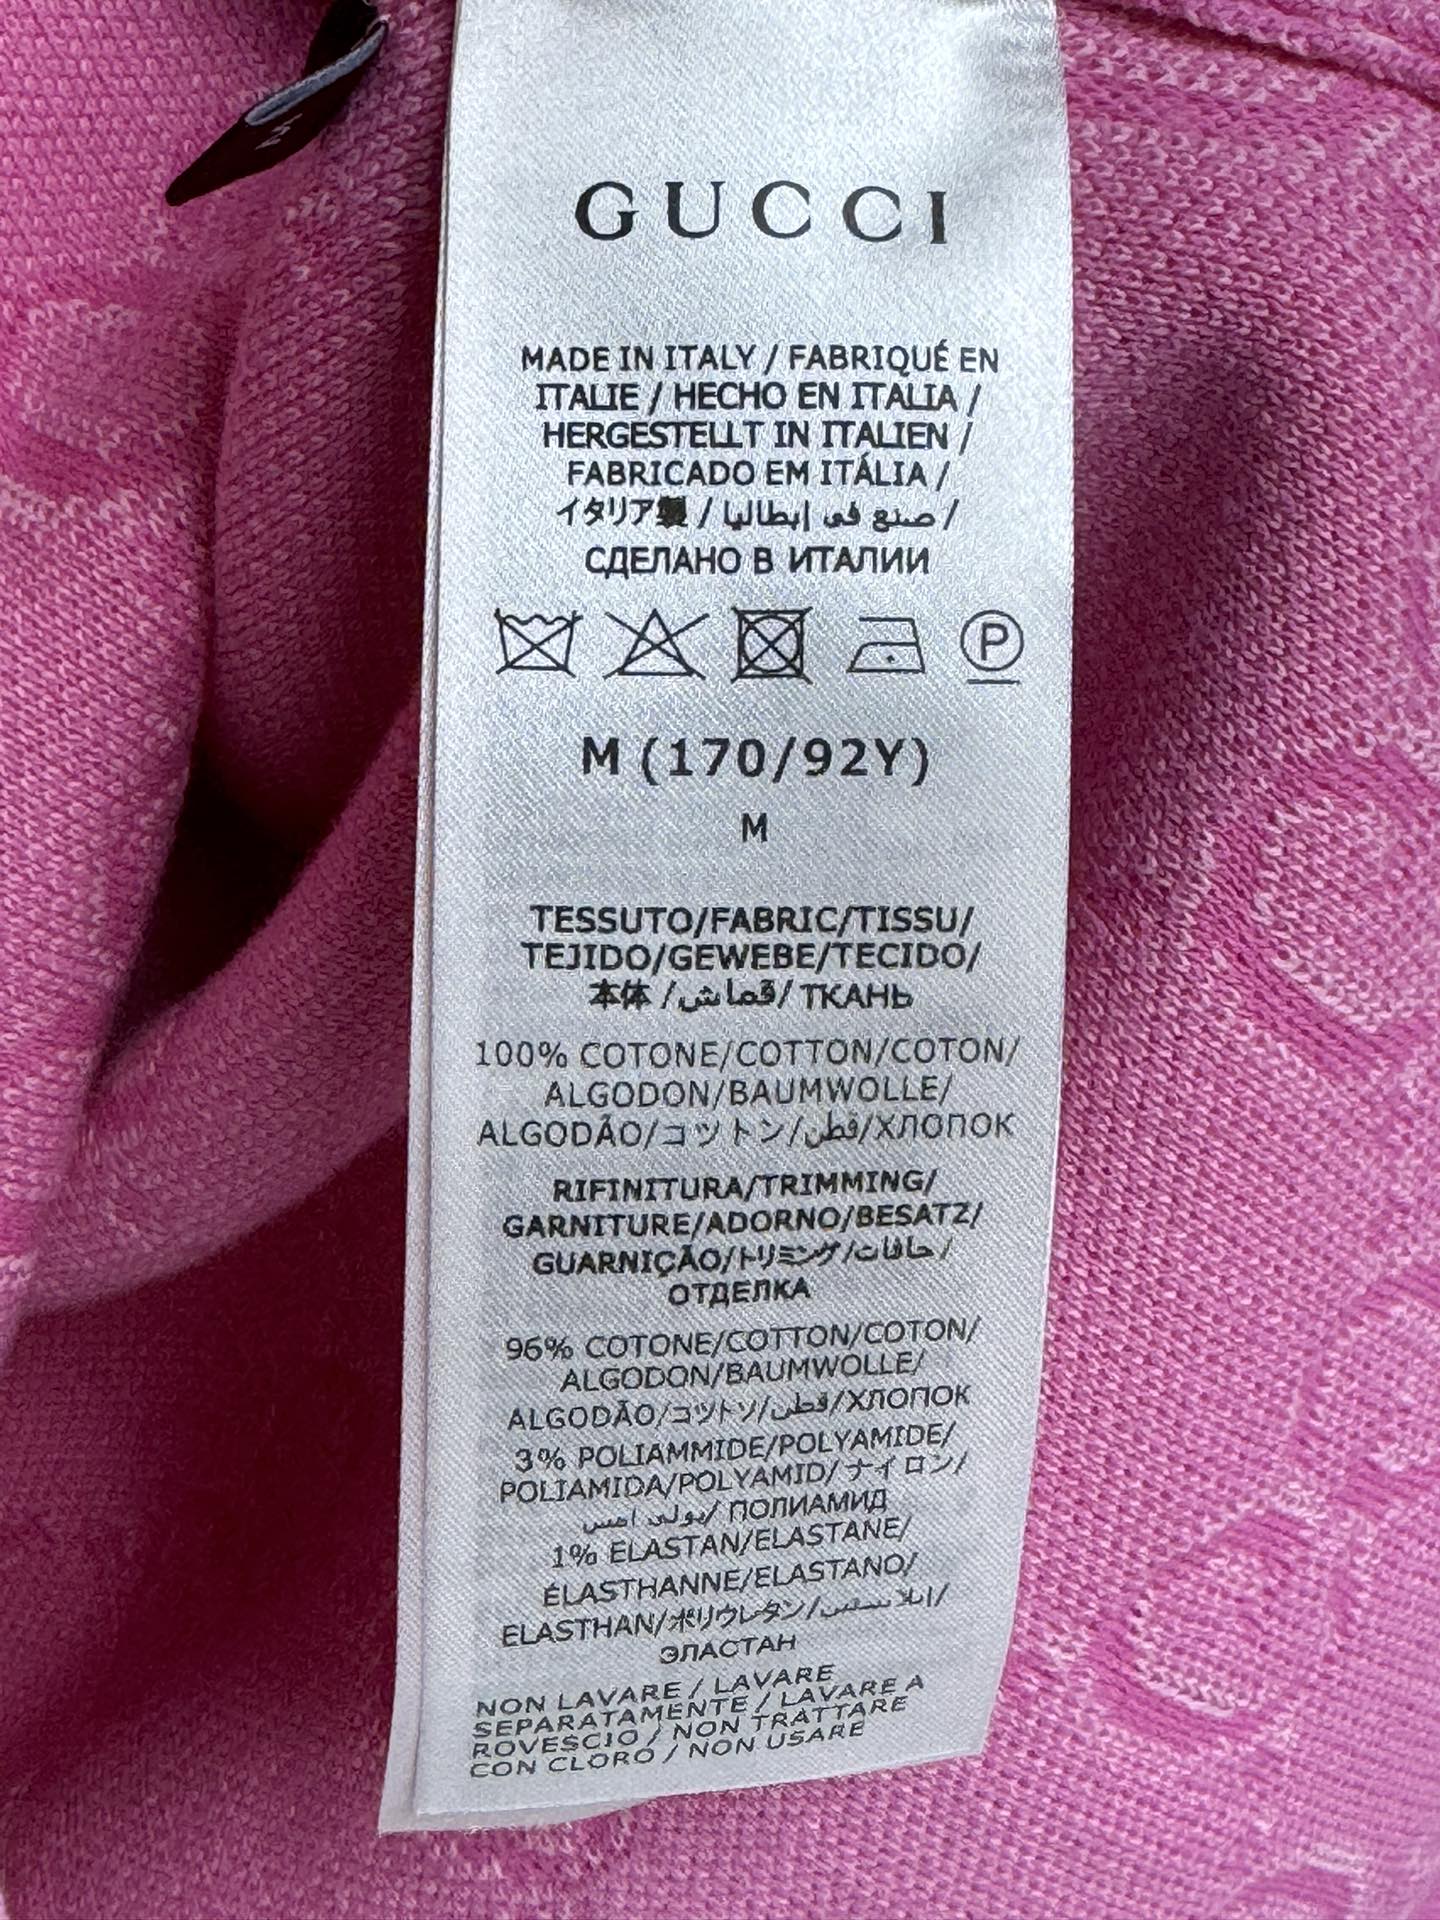 GUCCI
MADE IN ITALY / FABRIQUÉ EN
ITALIE / HECHO EN ITALIA /
HERGESTELLT IN ITALIEN /
FABRICADO EM ITÁLIA /
イタリア製 / صنع في إيطاليا /
СДЕЛАНО В ИТАЛИИ
P
M (170/92Y)
M
TESSUTO/FABRIC/TISSU/
TEJIDO/GEWEBE/TECIDO/
本体 /قماش/ ТКАНЬ
100% COTONE/COTTON/COTON/
ALGODON/BAUMWOLLE/
ALGODÃO/コットン/قطن/ХЛОПОК
RIFINITURA/TRIMMING/
GARNITURE/ADORNO/BESATZ/
GUARNIÇÃO/トリミング/حافات/
ОТДЕЛКА
96% COTONE/COTTON/COTON/
ALGODON/BAUMWOLLE/
ALGODÃO/コットン/قطن/ХЛОПОК
3% POLIAMMIDE/POLYAMIDE/
POLIAMIDA/POLYAMID/ナイロン/
بولي أميس/ ПОЛИАМИД
1% ELASTAN/ELASTANE/
ÉLASTHANNE/ELASTANO/
ELASTHAN/ポリウレタン/
ЭЛАСТАН
NON LAVARE / LAVARE
SEPARATAMENTE / LAVARE A
ROVESCIO / NON TRATTARE
CON CLORO / NON USARE